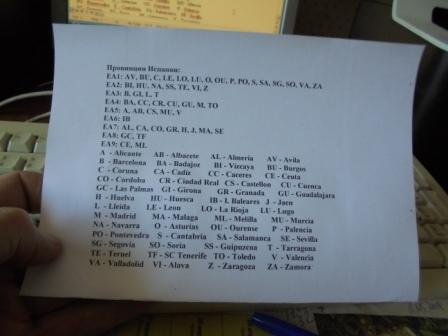 Провинции Испании:
EA1: AV, BU, C, LE, LO, LU, O, OU, P, PO, S, SA, SG, SO, VA, ZA
EA2: BI, HU, NA, SS, TE, VI, Z
EA3: B, GI, L, T
EA4: BA, CC, CR, CU, GU, M, TO
EA5: A, AB, CS, MU, V
EA6: IB
EA7: AL, CA, CO, GR, H, J, MA, SE
EA8: GC, TF
EA9: CE, ML
A - Alicante AB - Albacete AL - Almeria AV - Avila
B - Barcelona BA - Badajoz BI - Vizcaya BU - Burgos
C - Coruna CA - Cadiz CC - Caceres CE - Ceuta
CO - Cordoba CR - Ciudad Real CS - Castellon CU - Cuenca
GC - Las Palmas GI - Girona GR - Granada GU - Guadalajara
H - Huelva HU - Huesca IB - I. Baleares J - Jaen
L - Lleida LE - Leon LO - La Rioja LU - Lugo
M - Madrid MA - Malaga ML - Melilla MU - Murcia
NA - Navarra O - Asturias OU - Ourense P - Palencia
PO - Pontevedra S - Cantabria SA - Salamanca SE - Sevilla
SG - Segovia SO - Soria SS - Guipuzcoa T - Tarragona
TE - Teruel TF - SC Tenerife TO - Toledo V - Valencia
VA - Valladolid VI - Alava Z - Zaragoza ZA - Zamora